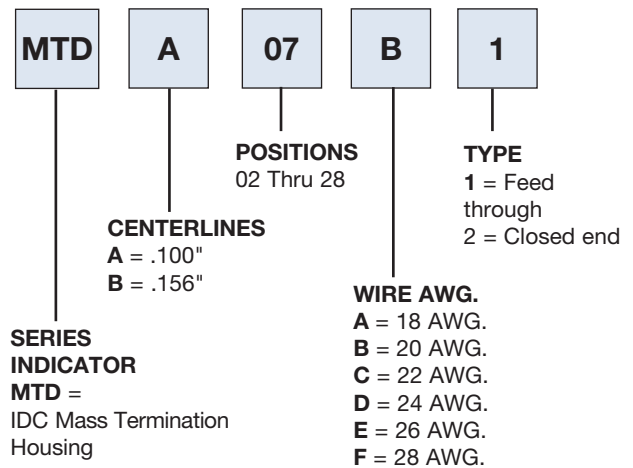 MTD A 07 B 1
POSITIONS
02 Thru 28
TYPE
1 = Feed
through
2 = Closed end
CENTERLINES
A = .100"
B = .156"
WIRE AWG.
A = 18 AWG.
B = 20 AWG.
C = 22 AWG.
D = 24 AWG.
E = 26 AWG.
F = 28 AWG.
SERIES
INDICATOR
MTD =
IDC Mass Termination
Housing